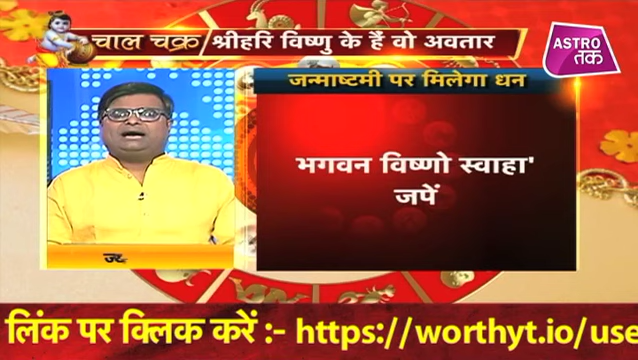 चाल चक्र श्रीहरि विष्णु के हैं वो अवतार
ASTRO
तक
जन्माष्टमी पर मिलेगा धन
भगवन विष्णो स्वाहा'
जपें
लिंक पर क्लिक करें :- https://worthyt.io/use